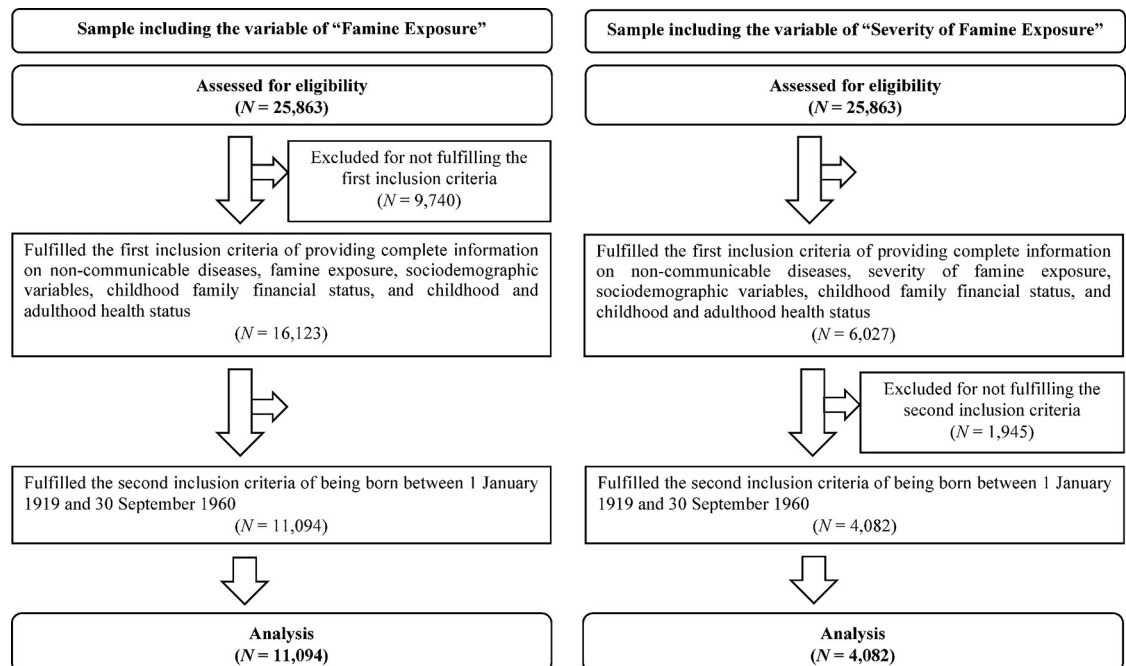 Sample including the variable of “Famine Exposure”
Assessed for eligibility
(N = 25,863)
Excluded for not fulfilling the
first inclusion criteria
(N = 9,740)
Fulfilled the first inclusion criteria of providing complete information
on non-communicable diseases, famine exposure, sociodemographic
variables, childhood family financial status, and childhood and
adulthood health status
(N = 16,123)
Fulfilled the second inclusion criteria of being born between 1 January
1919 and 30 September 1960
(N = 11,094)
Analysis
(N = 11,094)
Sample including the variable of “Severity of Famine Exposure”
Assessed for eligibility
(N = 25,863)
Fulfilled the first inclusion criteria of providing complete information
on non-communicable diseases, severity of famine exposure,
sociodemographic variables, childhood family financial status, and
childhood and adulthood health status
(N = 6,027)
Excluded for not fulfilling the
second inclusion criteria
(N = 1,945)
Fulfilled the second inclusion criteria of being born between 1 January
1919 and 30 September 1960
(N = 4,082)
Analysis
(N = 4,082)